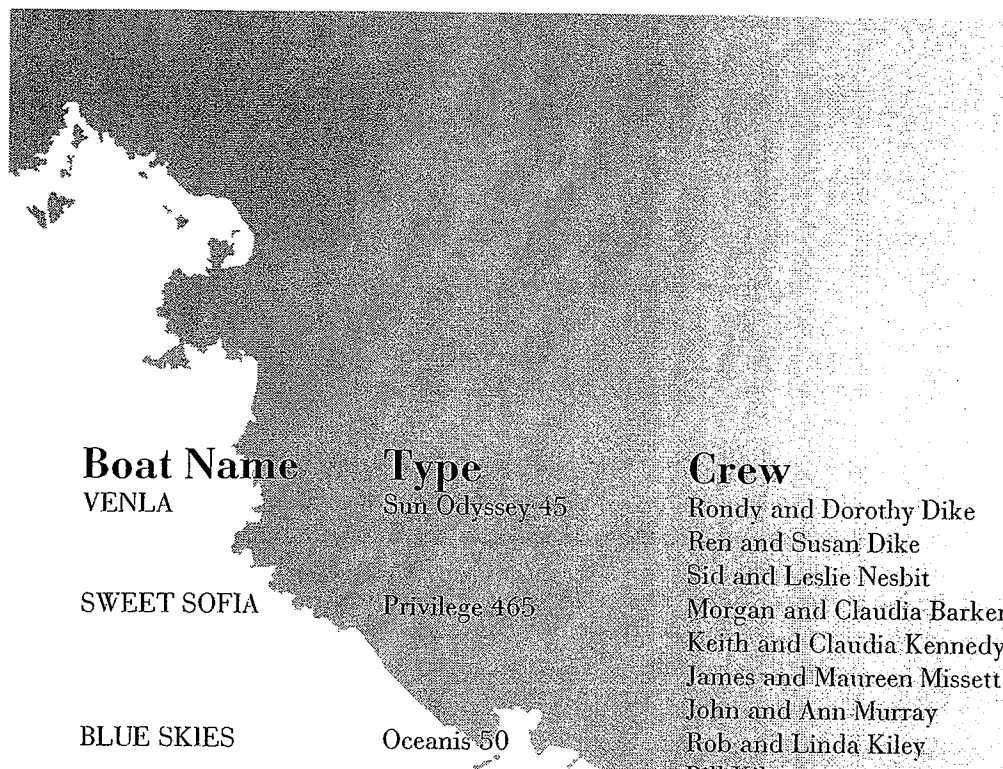 Boat Name Type Crew
VENLA Sun Odyssey 45 Rondy and Dorothy Dike
Ren and Susan Dike
Sid and Leslie Nesbit
SWEET SOFIA Privilege 465 Morgan and Claudia Barker
Keith and Claudia Kennedy
James and Maureen Missett
John and Ann Murray
BLUE SKIES Oceanis 50 Rob and Linda Kiley